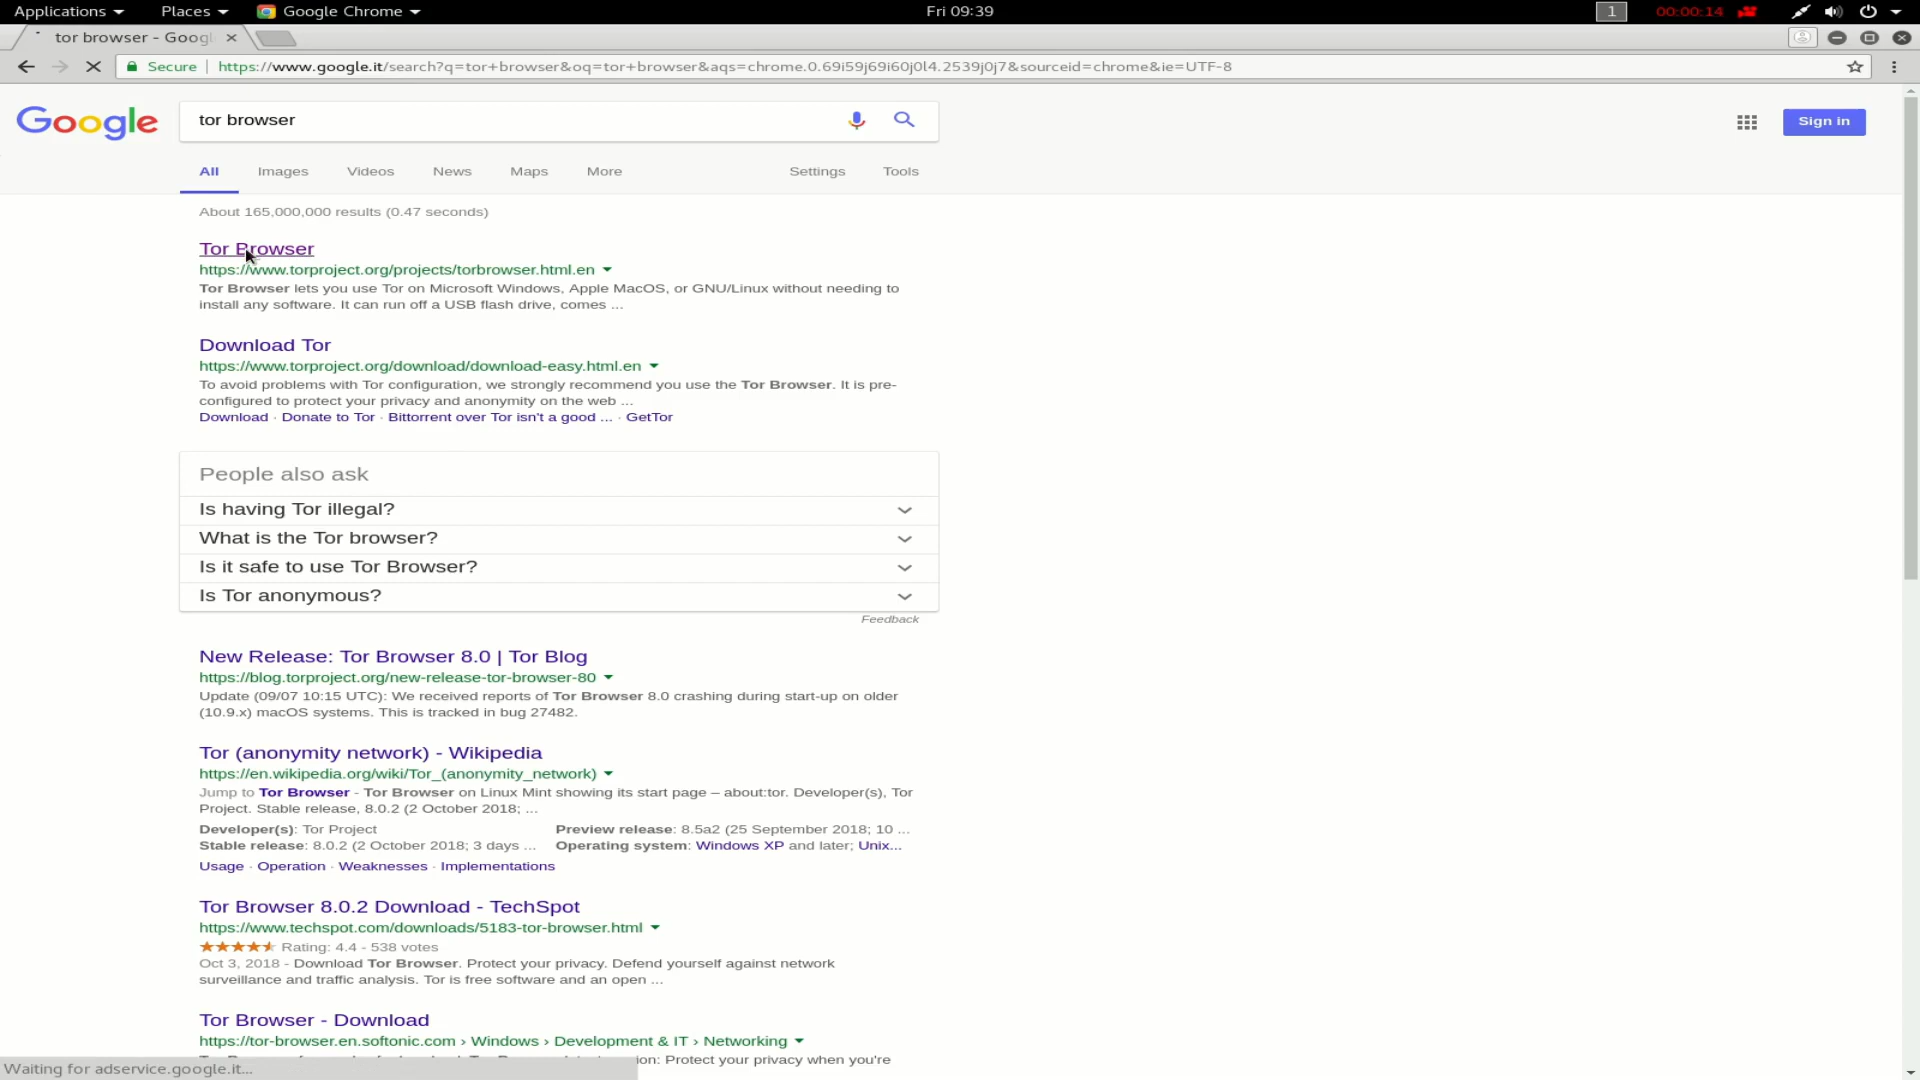 Applications Places Google Chrome Fri 09:39 1 00:00:14
tor browser - Googl
Secure https://www.google.it/search?q=tor+browser&oq=tor+browser&aqs=chrome.0.69i59j69i60j0l4.2539j0j7&sourceid=chrome&ie=UTF-8
Google tor browser Sign in
All Images Videos News Maps More Settings Tools
About 165,000,000 results (0.47 seconds)
Tor Browser
https://www.torproject.org/projects/torbrowser.html.en
Tor Browser lets you use Tor on Microsoft Windows, Apple MacOS, or GNU/Linux without needing to
install any software. It can run off a USB flash drive, comes ...
Download Tor
https://www.torproject.org/download/download-easy.html.en
To avoid problems with Tor configuration, we strongly recommend you use the Tor Browser. It is pre-
configured to protect your privacy and anonymity on the web ...
Download · Donate to Tor · Bittorrent over Tor isn't a good ... · GetTor
People also ask
Is having Tor illegal?
What is the Tor browser?
Is it safe to use Tor Browser?
Is Tor anonymous?
Feedback
New Release: Tor Browser 8.0 | Tor Blog
https://blog.torproject.org/new-release-tor-browser-80
Update (09/07 10:15 UTC): We received reports of Tor Browser 8.0 crashing during start-up on older
(10.9.x) macOS systems. This is tracked in bug 27482.
Tor (anonymity network) - Wikipedia
https://en.wikipedia.org/wiki/Tor_(anonymity_network)
Jump to Tor Browser - Tor Browser on Linux Mint showing its start page – about:tor. Developer(s), Tor
Project. Stable release, 8.0.2 (2 October 2018; ...
Developer(s): Tor Project Preview release: 8.5a2 (25 September 2018; 10 ...
Stable release: 8.0.2 (2 October 2018; 3 days ... Operating system: Windows XP and later; Unix...
Usage · Operation · Weaknesses · Implementations
Tor Browser 8.0.2 Download - TechSpot
https://www.techspot.com/downloads/5183-tor-browser.html
Rating: 4.4 - 538 votes
Oct 3, 2018 - Download Tor Browser. Protect your privacy. Defend yourself against network
surveillance and traffic analysis. Tor is free software and an open ...
Tor Browser - Download
https://tor-browser.en.softonic.com › Windows › Development & IT › Networking
ion: Protect your privacy when you're
Waiting for adservice.google.it...